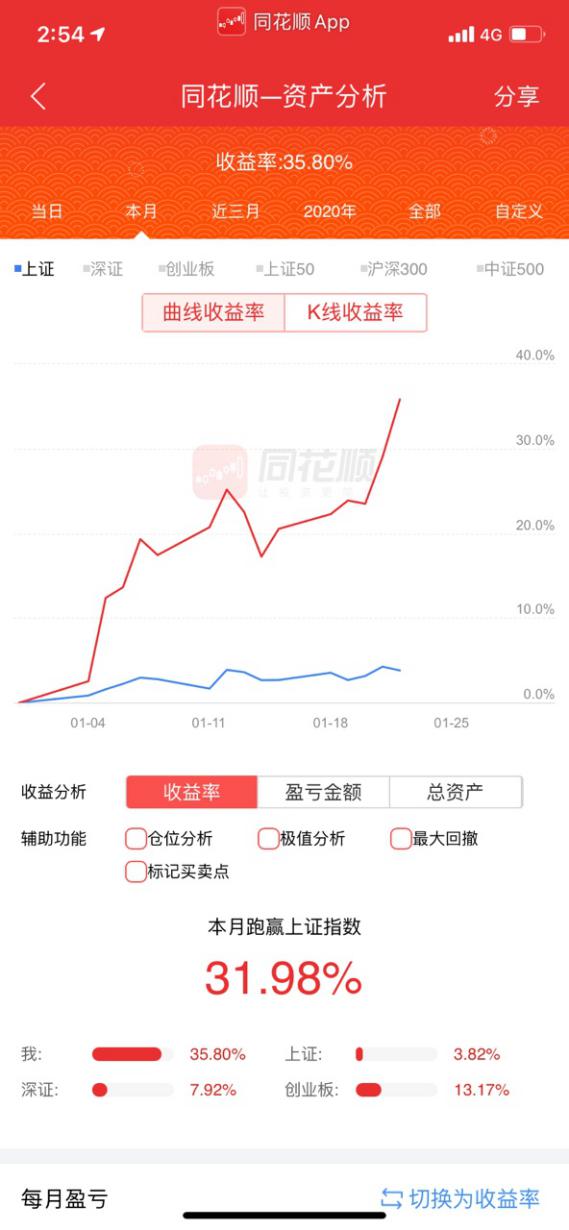 2:54 同花顺App 4G
同花顺—资产分析 分享
收益率:35.80%
当日 本月 近三月 2020年 全部 自定义
上证 深证 创业板 上证50 沪深300 中证500
曲线收益率 K线收益率
40.0%
30.0%
同花顺
20.0%
10.0%
0.0%
01-04 01-11 01-18 01-25
收益分析 收益率 盈亏金额 总资产
辅助功能 仓位分析 极值分析 最大回撤
标记买卖点
本月跑赢上证指数
31.98%
我: 35.80% 上证: 3.82%
深证: 7.92% 创业板: 13.17%
每月盈亏 切换为收益率